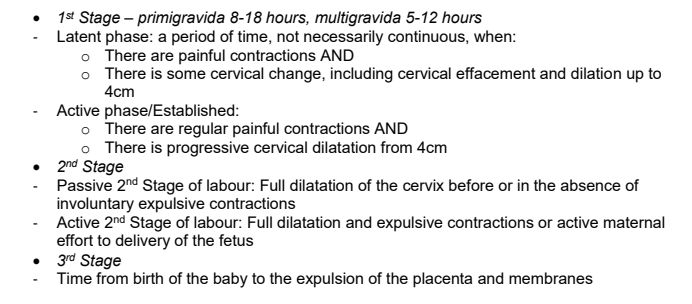 • 1st Stage – primigravida 8-18 hours, multigravida 5-12 hours
- Latent phase: a period of time, not necessarily continuous, when:
o There are painful contractions AND
o There is some cervical change, including cervical effacement and dilation up to
4cm
- Active phase/Established:
o There are regular painful contractions AND
o There is progressive cervical dilatation from 4cm
• 2nd Stage
- Passive 2nd Stage of labour: Full dilatation of the cervix before or in the absence of
involuntary expulsive contractions
- Active 2nd Stage of labour: Full dilatation and expulsive contractions or active maternal
effort to delivery of the fetus
• 3rd Stage
- Time from birth of the baby to the expulsion of the placenta and membranes